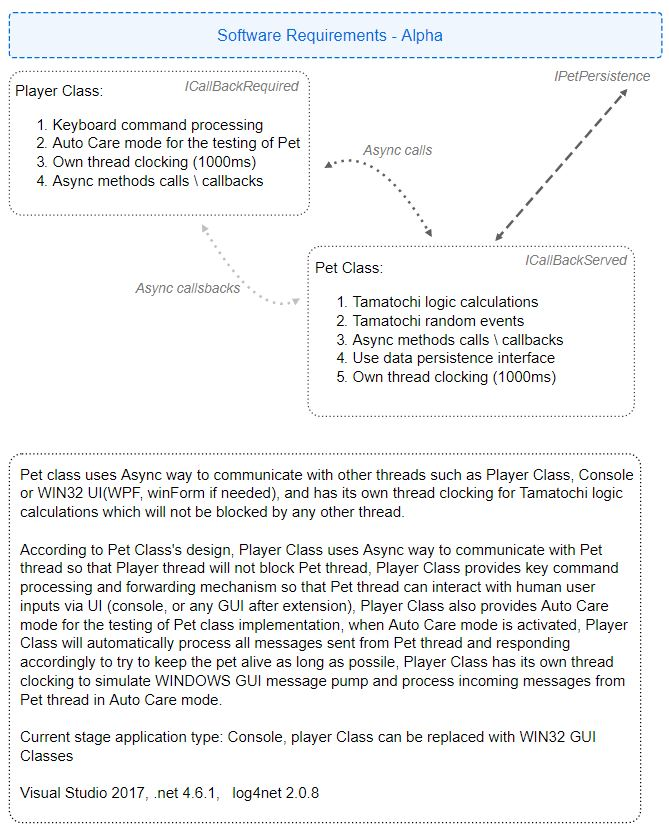 Software Requirements - Alpha
IPetPersistence
Player Class:
ICallBackRequired
1. Keyboard command processing
2. Auto Care mode for the testing of Pet
3. Own thread clocking (1000ms)
4. Async methods calls \ callbacks
Async calls
Async callsbacks
Pet Class:
ICallBackServed
1. Tamatochi logic calculations
2. Tamatochi random events
3. Async methods calls \ callbacks
4. Use data persistence interface
5. Own thread clocking (1000ms)
Pet class uses Async way to communicate with other threads such as Player Class, Console
or WIN32 UI(WPF, winForm if needed), and has its own thread clocking for Tamatochi logic
calculations which will not be blocked by any other thread.
According to Pet Class's design, Player Class uses Async way to communicate with Pet
thread so that Player thread will not block Pet thread, Player Class provides key command
processing and forwarding mechanism so that Pet thread can interact with human user
inputs via UI (console, or any GUI after extension), Player Class also provides Auto Care
mode for the testing of Pet class implementation, when Auto Care mode is activated, Player
Class will automatically process all messages sent from Pet thread and responding
accordingly to try to keep the pet alive as long as possile, Player Class has its own thread
clocking to simulate WINDOWS GUI message pump and process incoming messages from
Pet thread in Auto Care mode.
Current stage application type: Console, player Class can be replaced with WIN32 GUI
Classes
Visual Studio 2017, .net 4.6.1, log4net 2.0.8